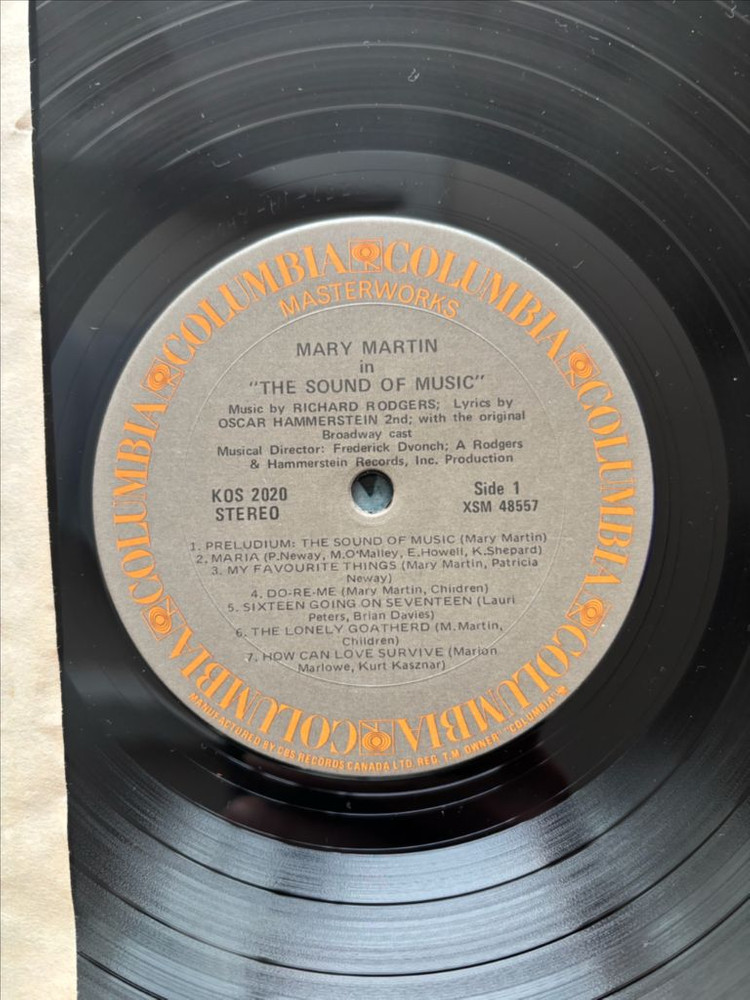 COLUMBIA COLUMBIA COLUMBIA COLUMBIA COLUMBIA COLUMBIA COLUMBIA COLUMBIA
MASTERWORKS
MARY MARTIN
in
"THE SOUND OF MUSIC"
Music by RICHARD RODGERS; Lyrics by
OSCAR HAMMERSTEIN 2nd; with the original
Broadway cast
Musical Director: Frederick Dvonch; A Rodgers
& Hammerstein Records, Inc. Production
KOS 2020
STEREO
Side 1
XSM 48557
1. PRELUDIUM: THE SOUND OF MUSIC (Mary Martin)
2. MARIA (P.Neway, M.O'Malley, E.Howell, K.Shepard)
3. MY FAVOURITE THINGS (Mary Martin, Patricia
Neway)
4. DO-RE-ME (Mary Martin, Children)
5. SIXTEEN GOING ON SEVENTEEN (Lauri
Peters, Brian Davies)
6. THE LONELY GOATHERD (M.Martin,
Children)
7. HOW CAN LOVE SURVIVE (Marion
Marlowe, Kurt Kasznar)
MANUFACTURED BY CBS RECORDS CANADA LTD. REG. T.M. OWNER "COLUMBIA"